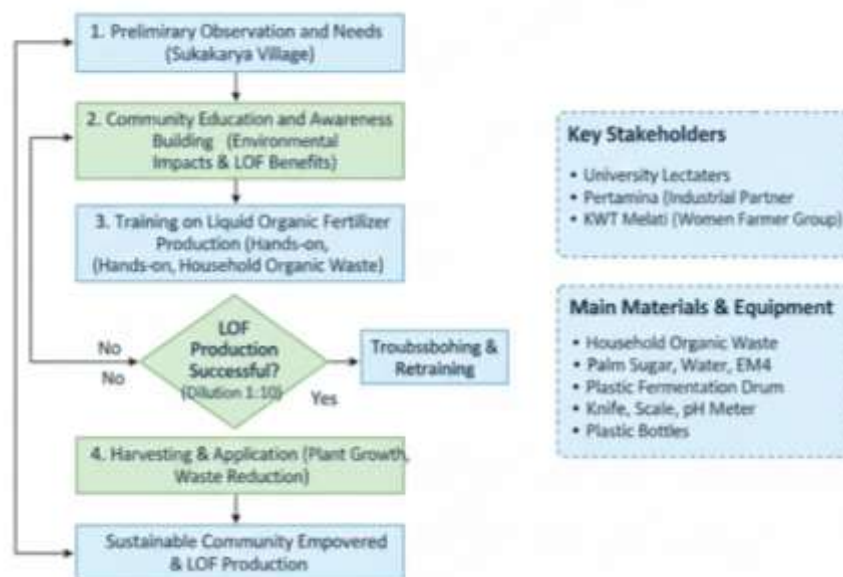 1. Prelimirary Observation and Needs
(Sukakarya Village)
2. Community Education and Awareness
Building (Environmental
Impacts & LOF Benefits)
3. Training on Liquid Organic Fertilizer
Production (Hands-on,
(Hands-on, Household Organic Waste)
LOF
Production
Successful?
(Dilution 1:10)
No
No
Yes
Troubssbohing &
Retraining
4. Harvesting & Application (Plant Growth,
Waste Reduction)
Sustainable Community Empowered
& LOF Production
Key Stakeholders
• University Lectaters
• Pertamina (Industrial Partner
• KWT Melati (Women Farmer Group)
Main Materials & Equipment
• Household Organic Waste
• Palm Sugar, Water, EM4
• Plastic Fermentation Drum
• Knife, Scale, pH Meter
• Plastic Bottles